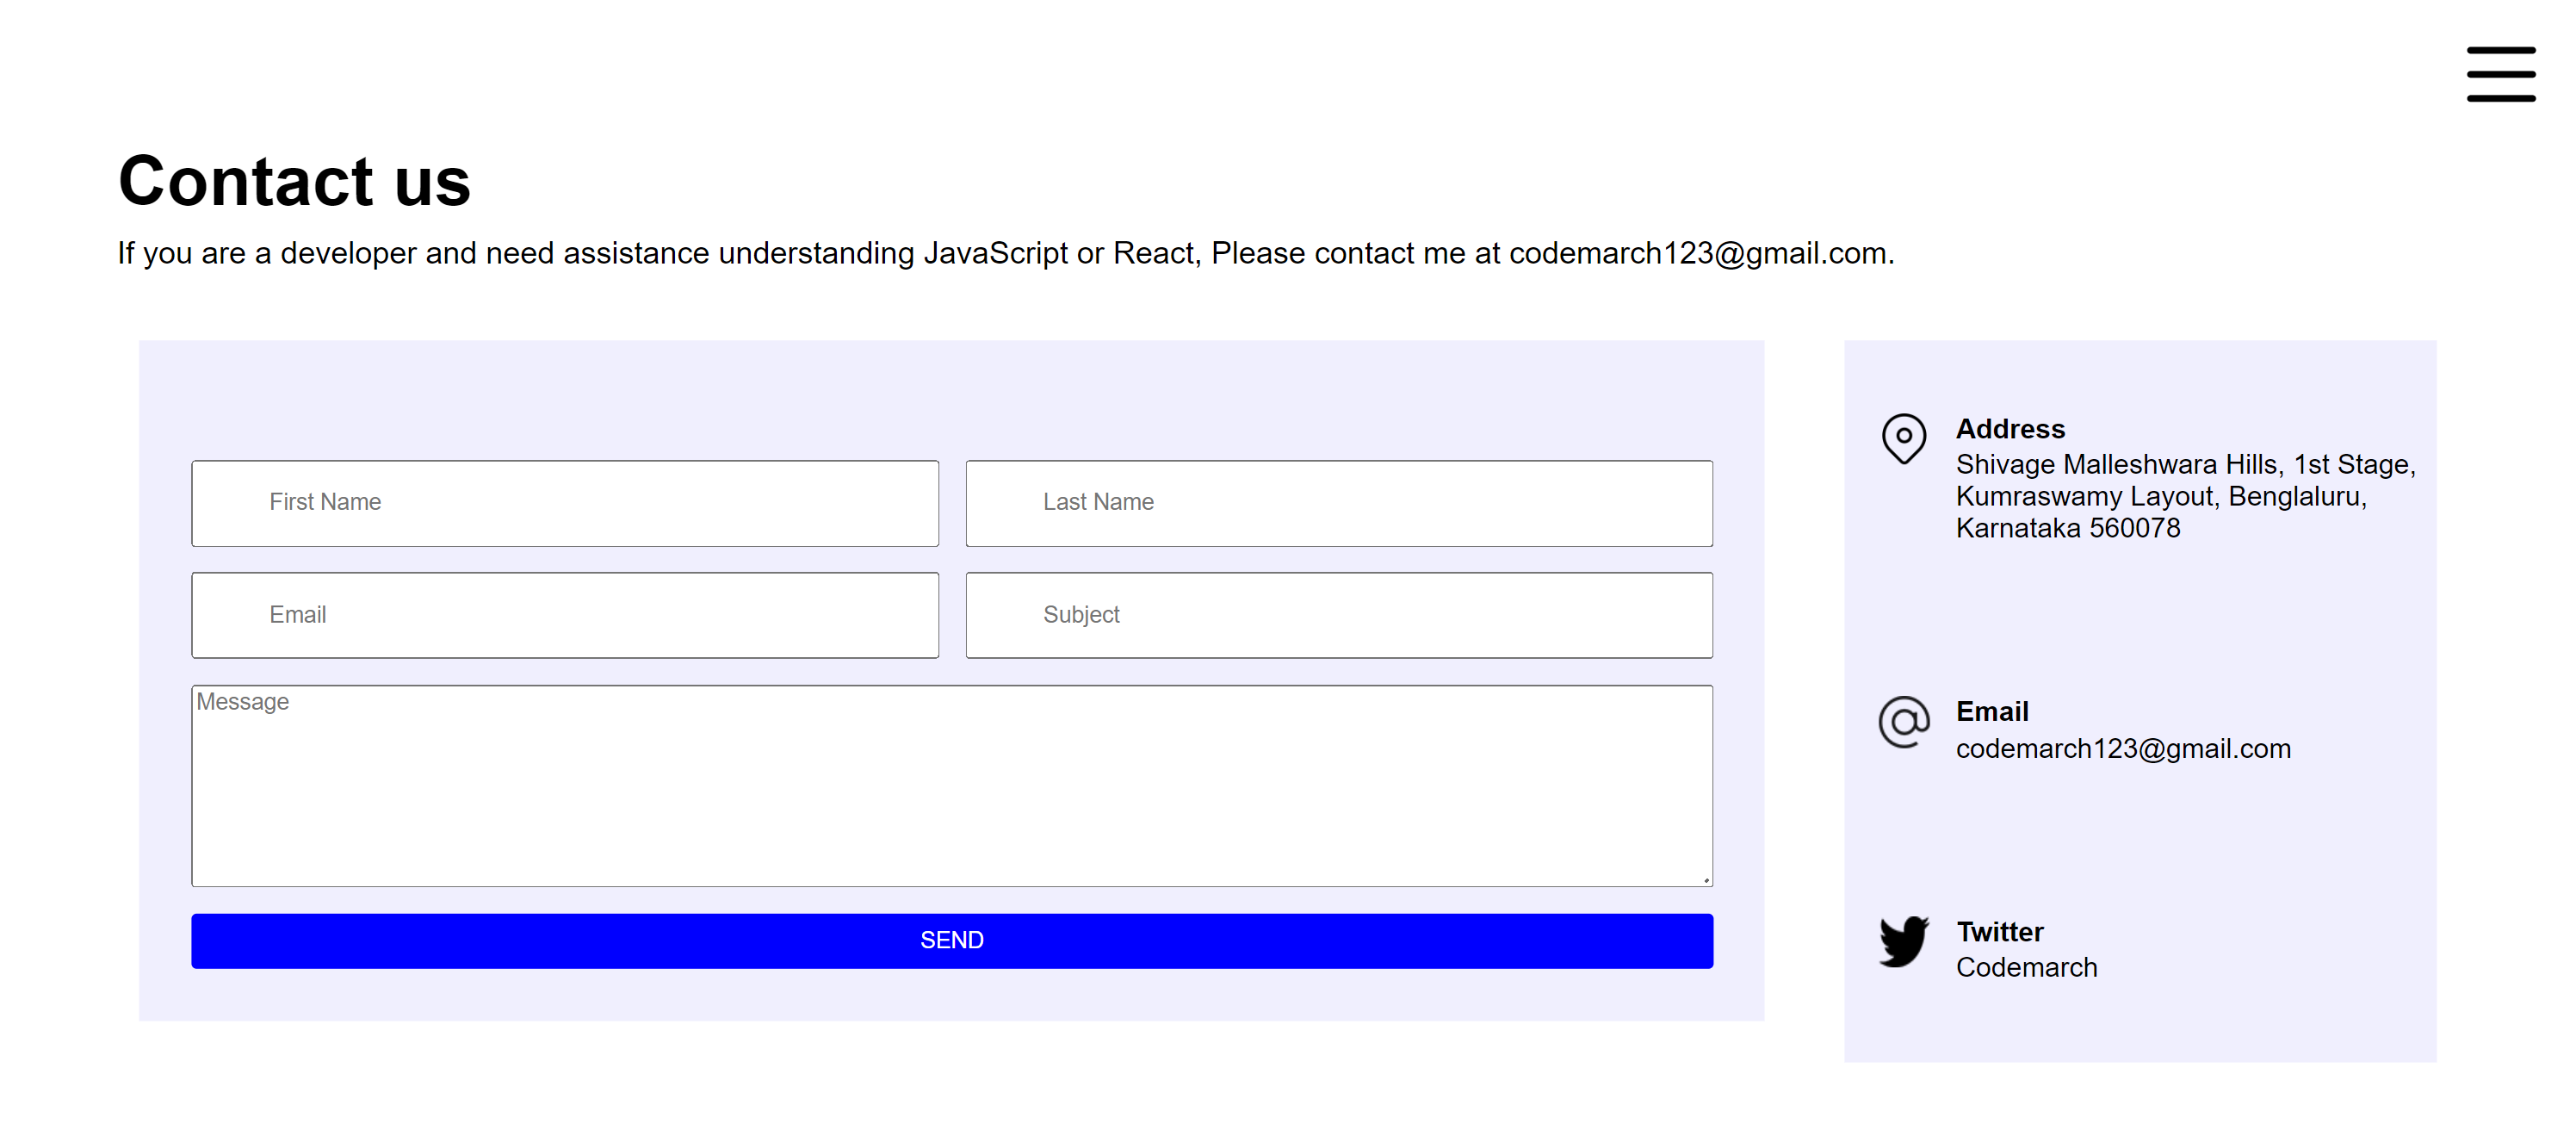 Contact us
If you are a developer and need assistance understanding JavaScript or React, Please contact me at codemarch123@gmail.com.
First Name
Last Name
Email
Subject
Message
SEND
Address
Shivage Malleshwara Hills, 1st Stage,
Kumraswamy Layout, Benglaluru,
Karnataka 560078
Email
codemarch123@gmail.com
Twitter
Codemarch